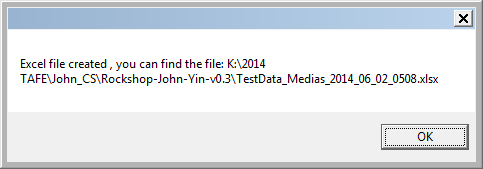 Excel file created , you can find the file: K:\2014
TAFE\John_CS\Rockshop-John-Yin-v0.3\TestData_Medias_2014_06_02_0508.xlsx
OK